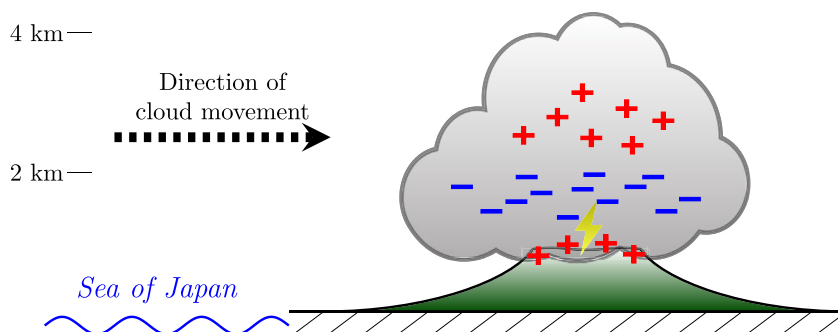 4 km
Direction of
cloud movement
2 km
Sea of Japan